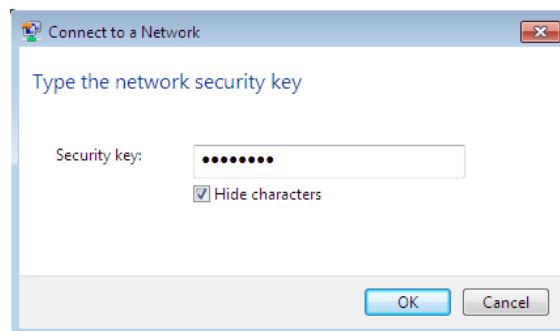 Connect to a Network
Type the network security key
Security key: ••••••••
Hide characters
OK Cancel